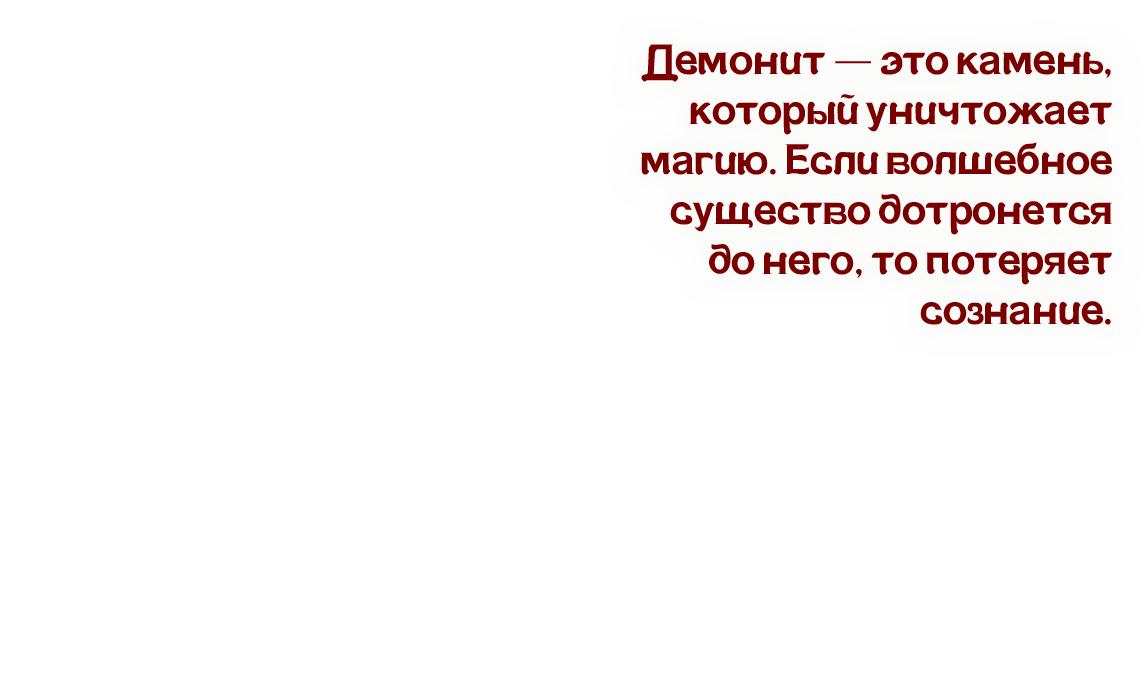 Демонит — это камень,
который уничтожает
магию. Если волшебное
существо дотронется
до него, то потеряет
сознание.